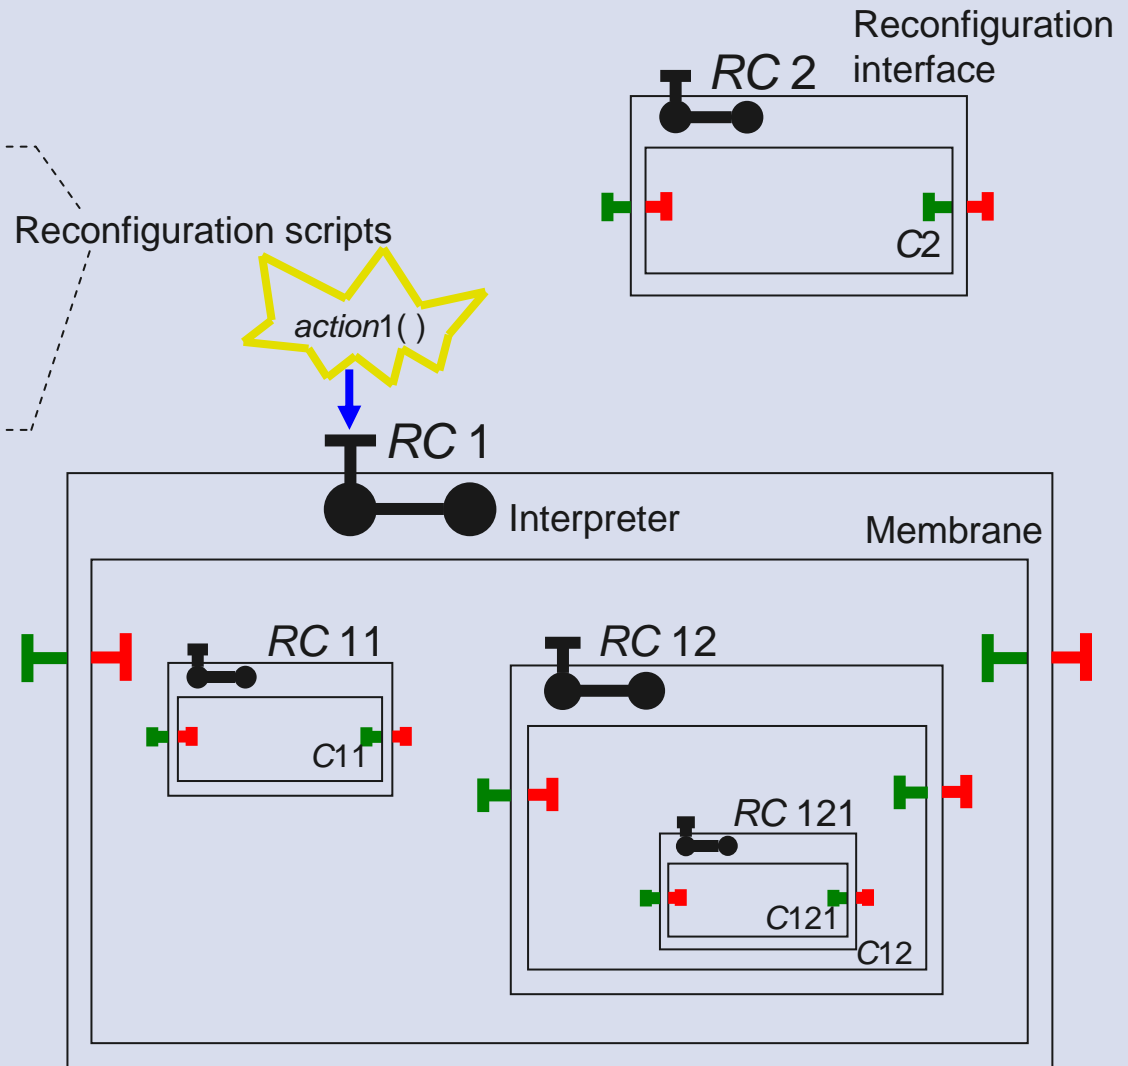 Reconfiguration
interface
RC 2
C2
Reconfiguration scripts
action1( )
RC 1
Interpreter
Membrane
RC 11
RC 12
C11
RC 121
C121
C12